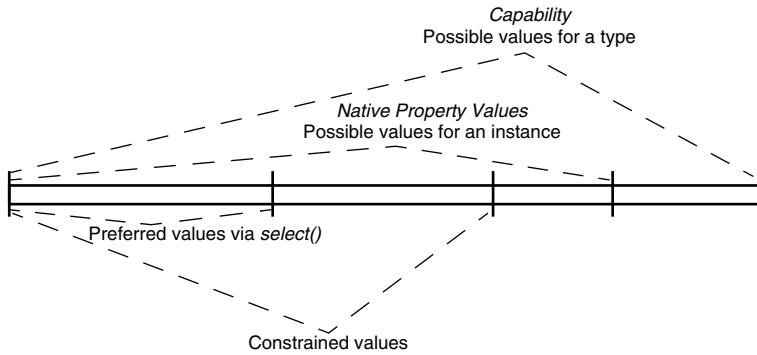 Capability
Possible values for a type
Native Property Values
Possible values for an instance
Preferred values via select()
Constrained values